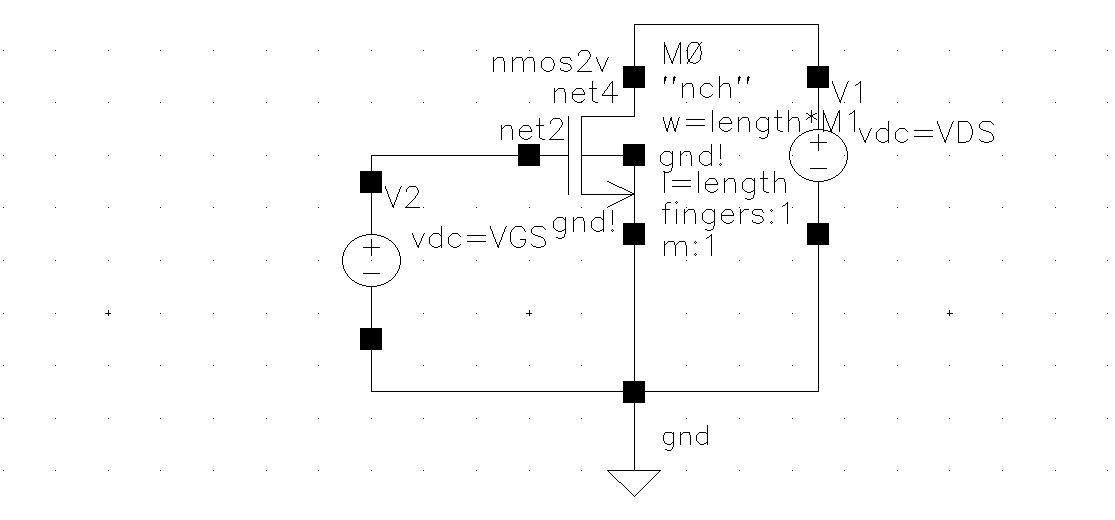 nmos2v
net4
net2
MØ
"nch"
w=length*M1
gnd!
l=length
fingers:1
m:1
gnd!
V1
vdc=VDS
V2
vdc=VGS
gnd